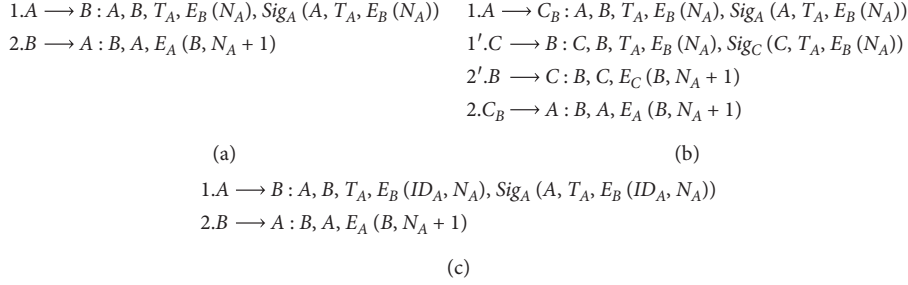 1.A ⟶ B : A, B, T_A, E_B (N_A), Sig_A (A, T_A, E_B (N_A))
2.B ⟶ A : B, A, E_A (B, N_A + 1)
(a)
1.A ⟶ C_B : A, B, T_A, E_B (N_A), Sig_A (A, T_A, E_B (N_A))
1′.C ⟶ B : C, B, T_A, E_B (N_A), Sig_C (C, T_A, E_B (N_A))
2′.B ⟶ C : B, C, E_C (B, N_A + 1)
2.C_B ⟶ A : B, A, E_A (B, N_A + 1)
(b)
1.A ⟶ B : A, B, T_A, E_B (ID_A, N_A), Sig_A (A, T_A, E_B (ID_A, N_A))
2.B ⟶ A : B, A, E_A (B, N_A + 1)
(c)